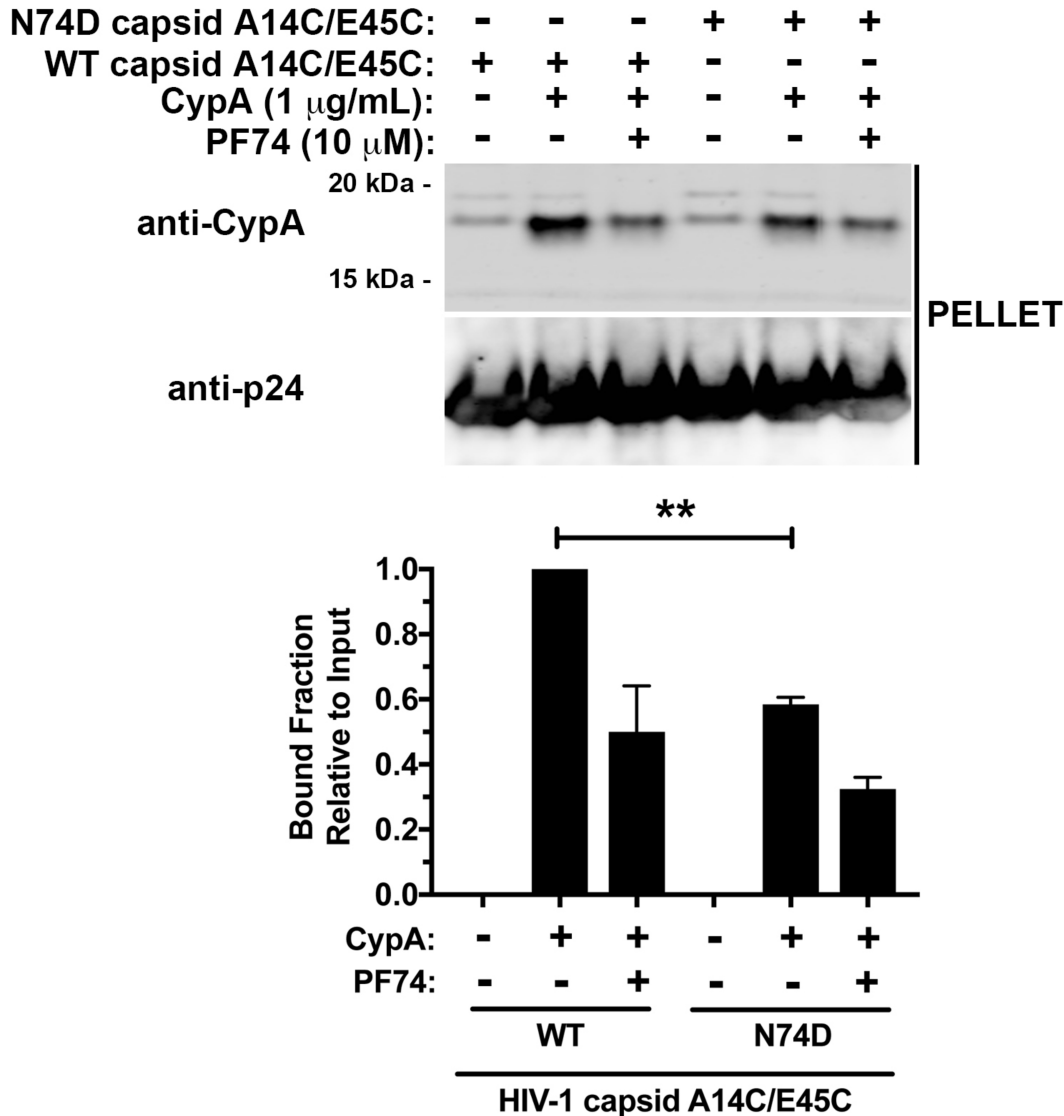 N74D capsid A14C/E45C: - - - + + +
WT capsid A14C/E45C: + + + - - -
CypA (1 μg/mL): - + + - + +
PF74 (10 μM): - - + - - +
20 kDa -
anti-CypA
15 kDa -
PELLET
anti-p24
**
Bound Fraction
Relative to Input
1.0
0.8
0.6
0.4
0.2
0.0
CypA: - + + - + +
PF74: - - + - - +
WT N74D
HIV-1 capsid A14C/E45C